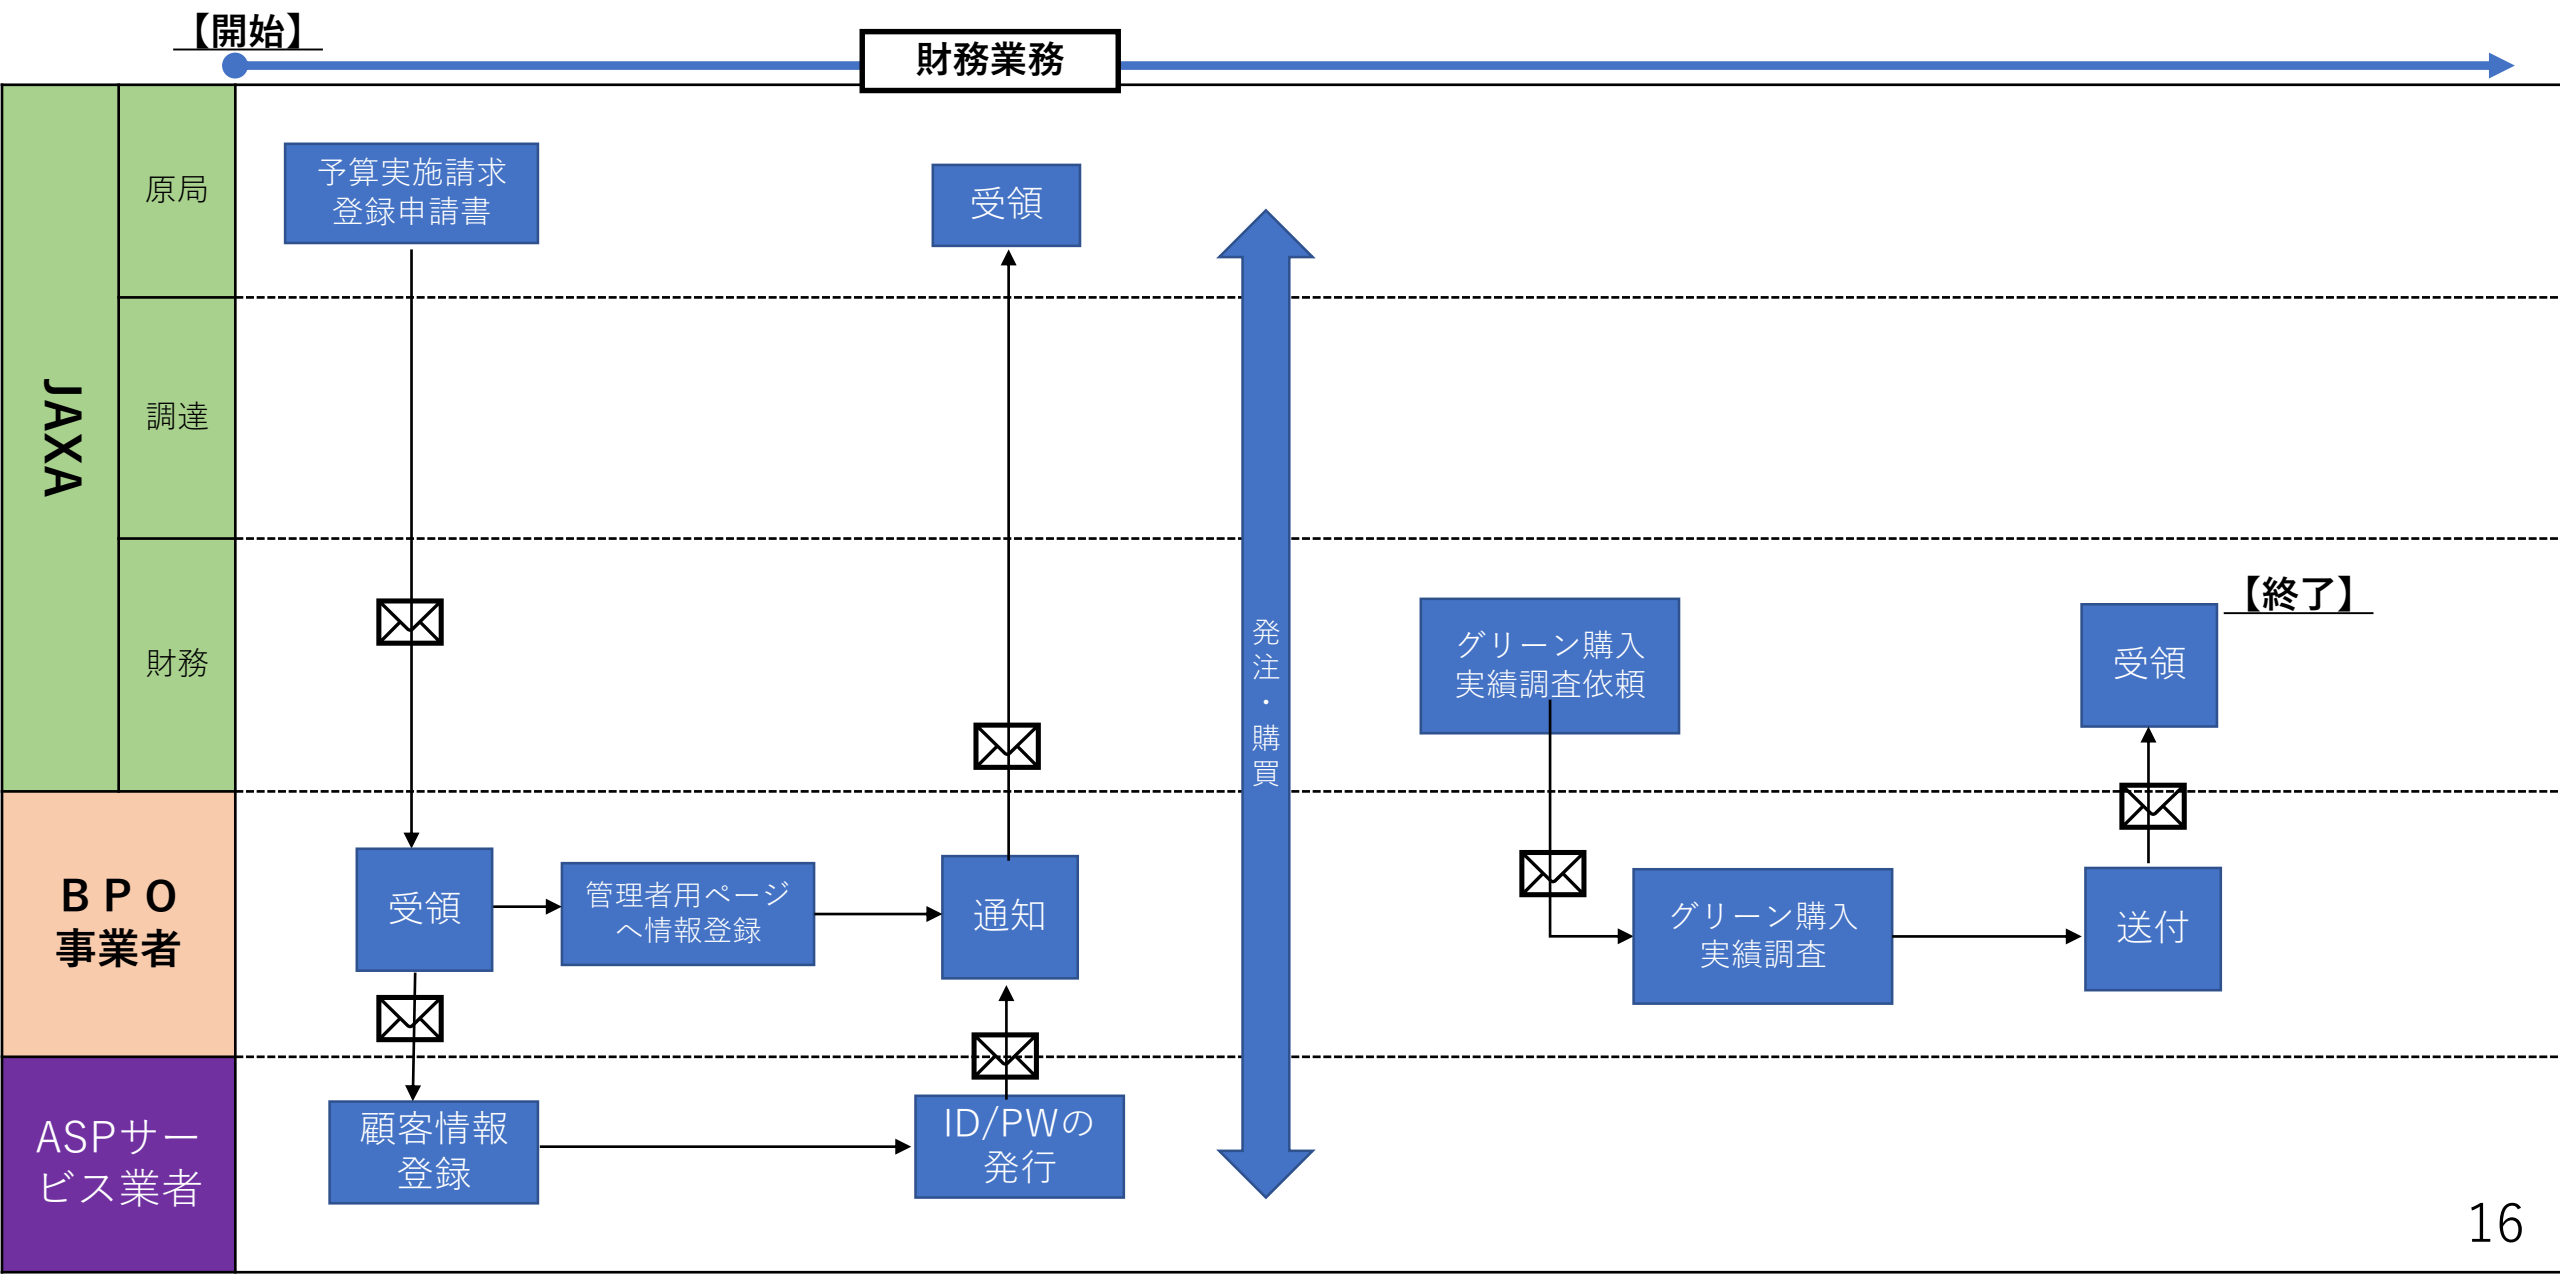 【開始】
財務業務
JAXA
原局
予算実施請求
登録申請書
受領
調達
財務
発注・購買
グリーン購入
実績調査依頼
【終了】
受領
ＢＰＯ
事業者
受領
管理者用ページ
へ情報登録
通知
グリーン購入
実績調査
送付
ASPサー
ビス業者
顧客情報
登録
ID/PWの
発行
16